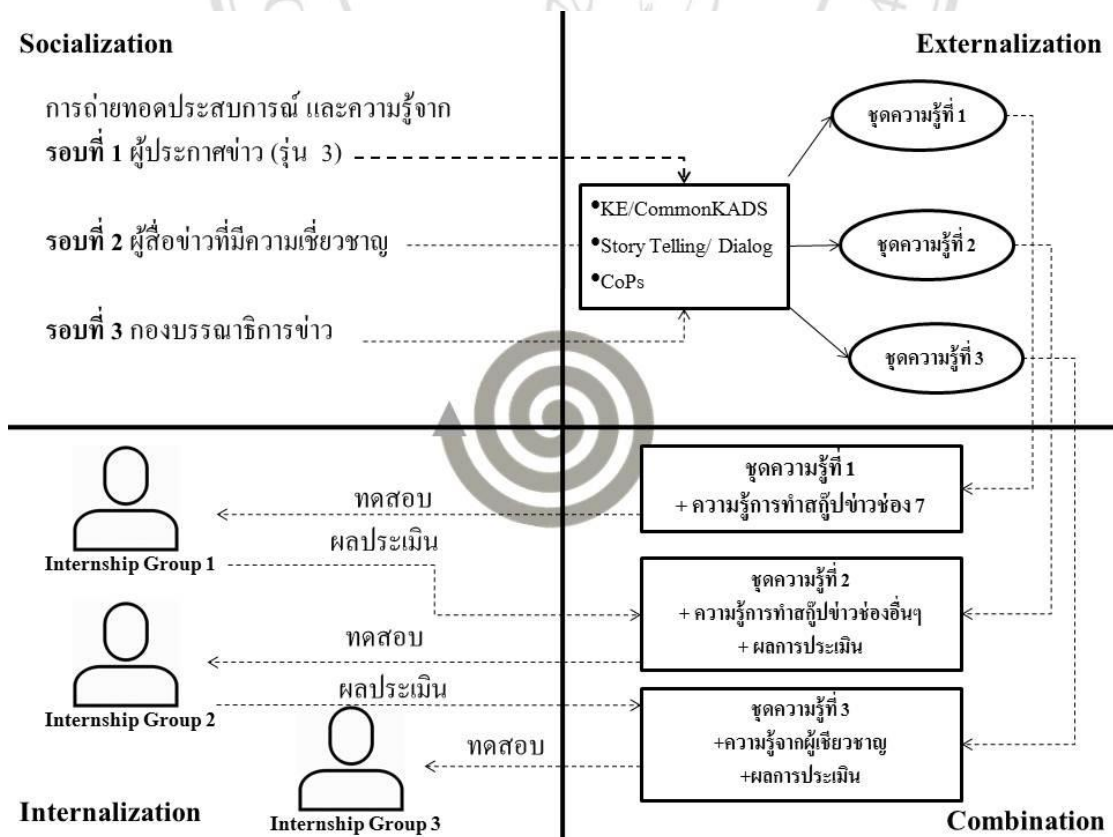 Socialization
Externalization
การถ่ายทอดประสบการณ์ และความรู้จาก
รอบที่ 1 ผู้ประกาศข่าว (รุ่น 3)
รอบที่ 2 ผู้สื่อข่าวที่มีความเชี่ยวชาญ
รอบที่ 3 กองบรรณาธิการข่าว
•KE/CommonKADS
•Story Telling/ Dialog
•CoPs
ชุดความรู้ที่ 1
ชุดความรู้ที่ 2
ชุดความรู้ที่ 3
Internship Group 1
ทดสอบ
ผลประเมิน
ชุดความรู้ที่ 1
+ ความรู้การทำสกู๊ปข่าวช่อง 7
Internship Group 2
ทดสอบ
ผลประเมิน
ชุดความรู้ที่ 2
+ ความรู้การทำสกู๊ปข่าวช่องอื่นๆ
+ ผลการประเมิน
Internship Group 3
ทดสอบ
ชุดความรู้ที่ 3
+ความรู้จากผู้เชียวชาญ
+ผลการประเมิน
Internalization
Combination